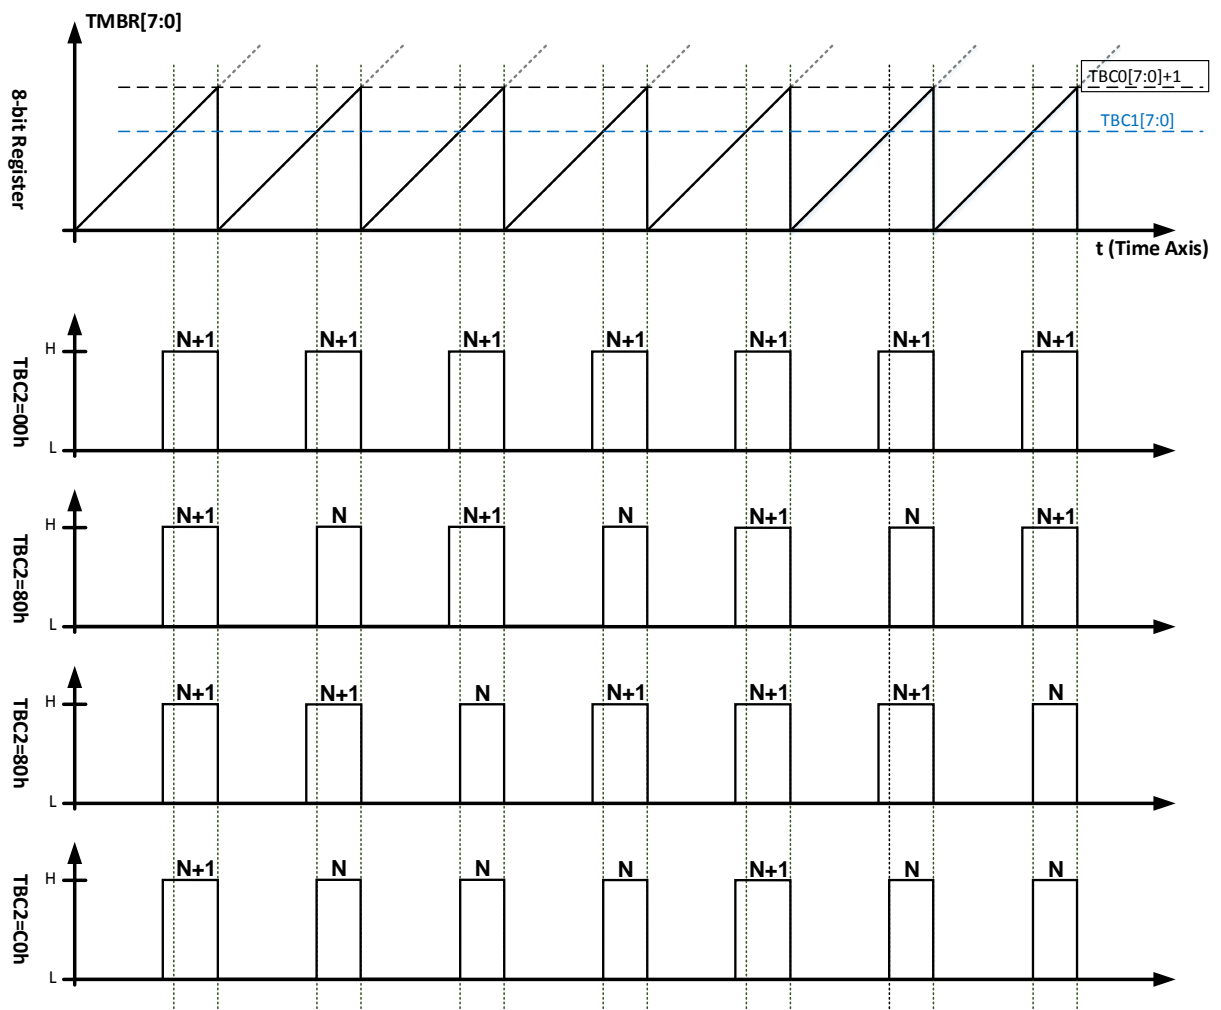 TMBR[7:0]
TBC0[7:0]+1
TBC1[7:0]
8-bit Register
t (Time Axis)
N+1 N+1 N+1 N+1 N+1 N+1 N+1
H
TBC2=00h
L
N+1 N N+1 N N+1 N N+1
H
TBC2=80h
L
N+1 N+1 N N+1 N+1 N+1 N
H
TBC2=80h
L
N+1 N N N N+1 N N
H
TBC2=C0h
L